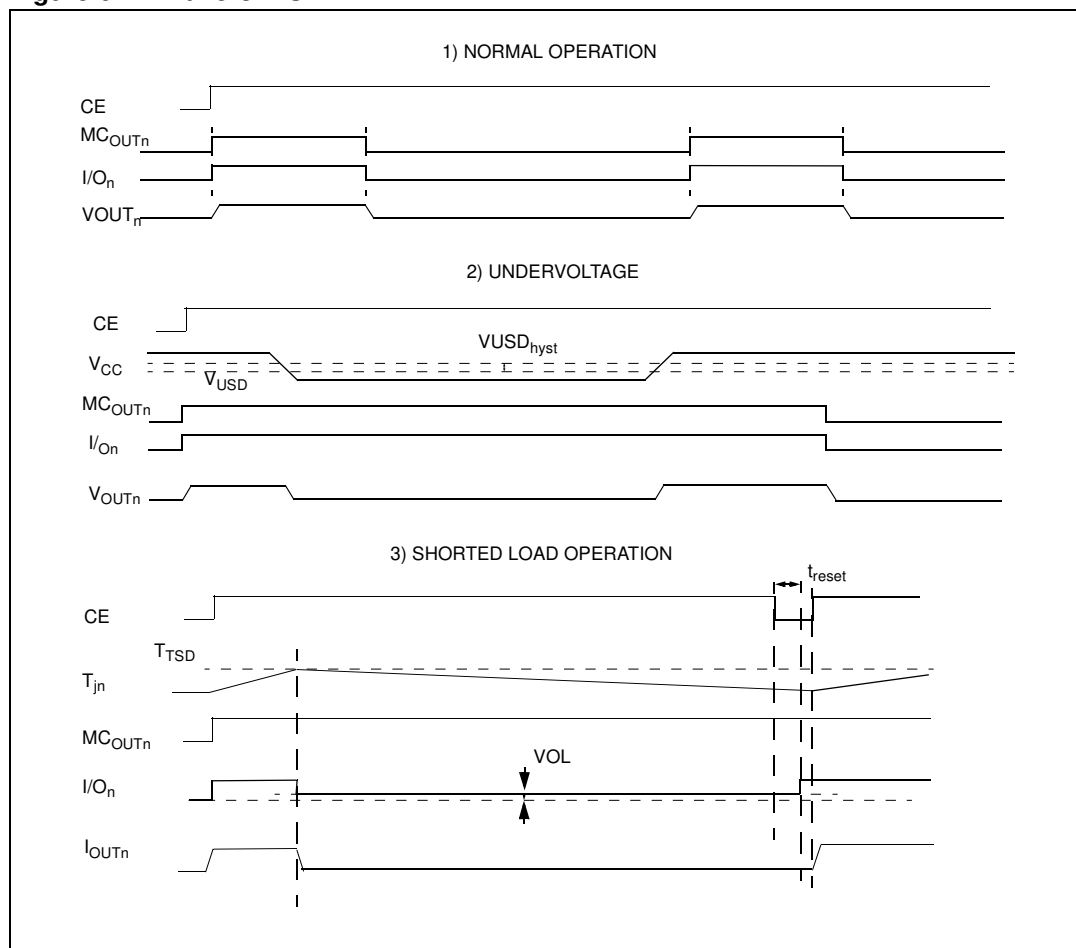 1) NORMAL OPERATION
CE
MCOUTn
I/On
VOUTn
2) UNDERVOLTAGE
CE
VUSDhyst
VCC
VUSD
MCOUTn
I/On
VOUTn
3) SHORTED LOAD OPERATION
treset
CE
TTSD
Tjn
MCOUTn
VOL
I/On
IOUTn